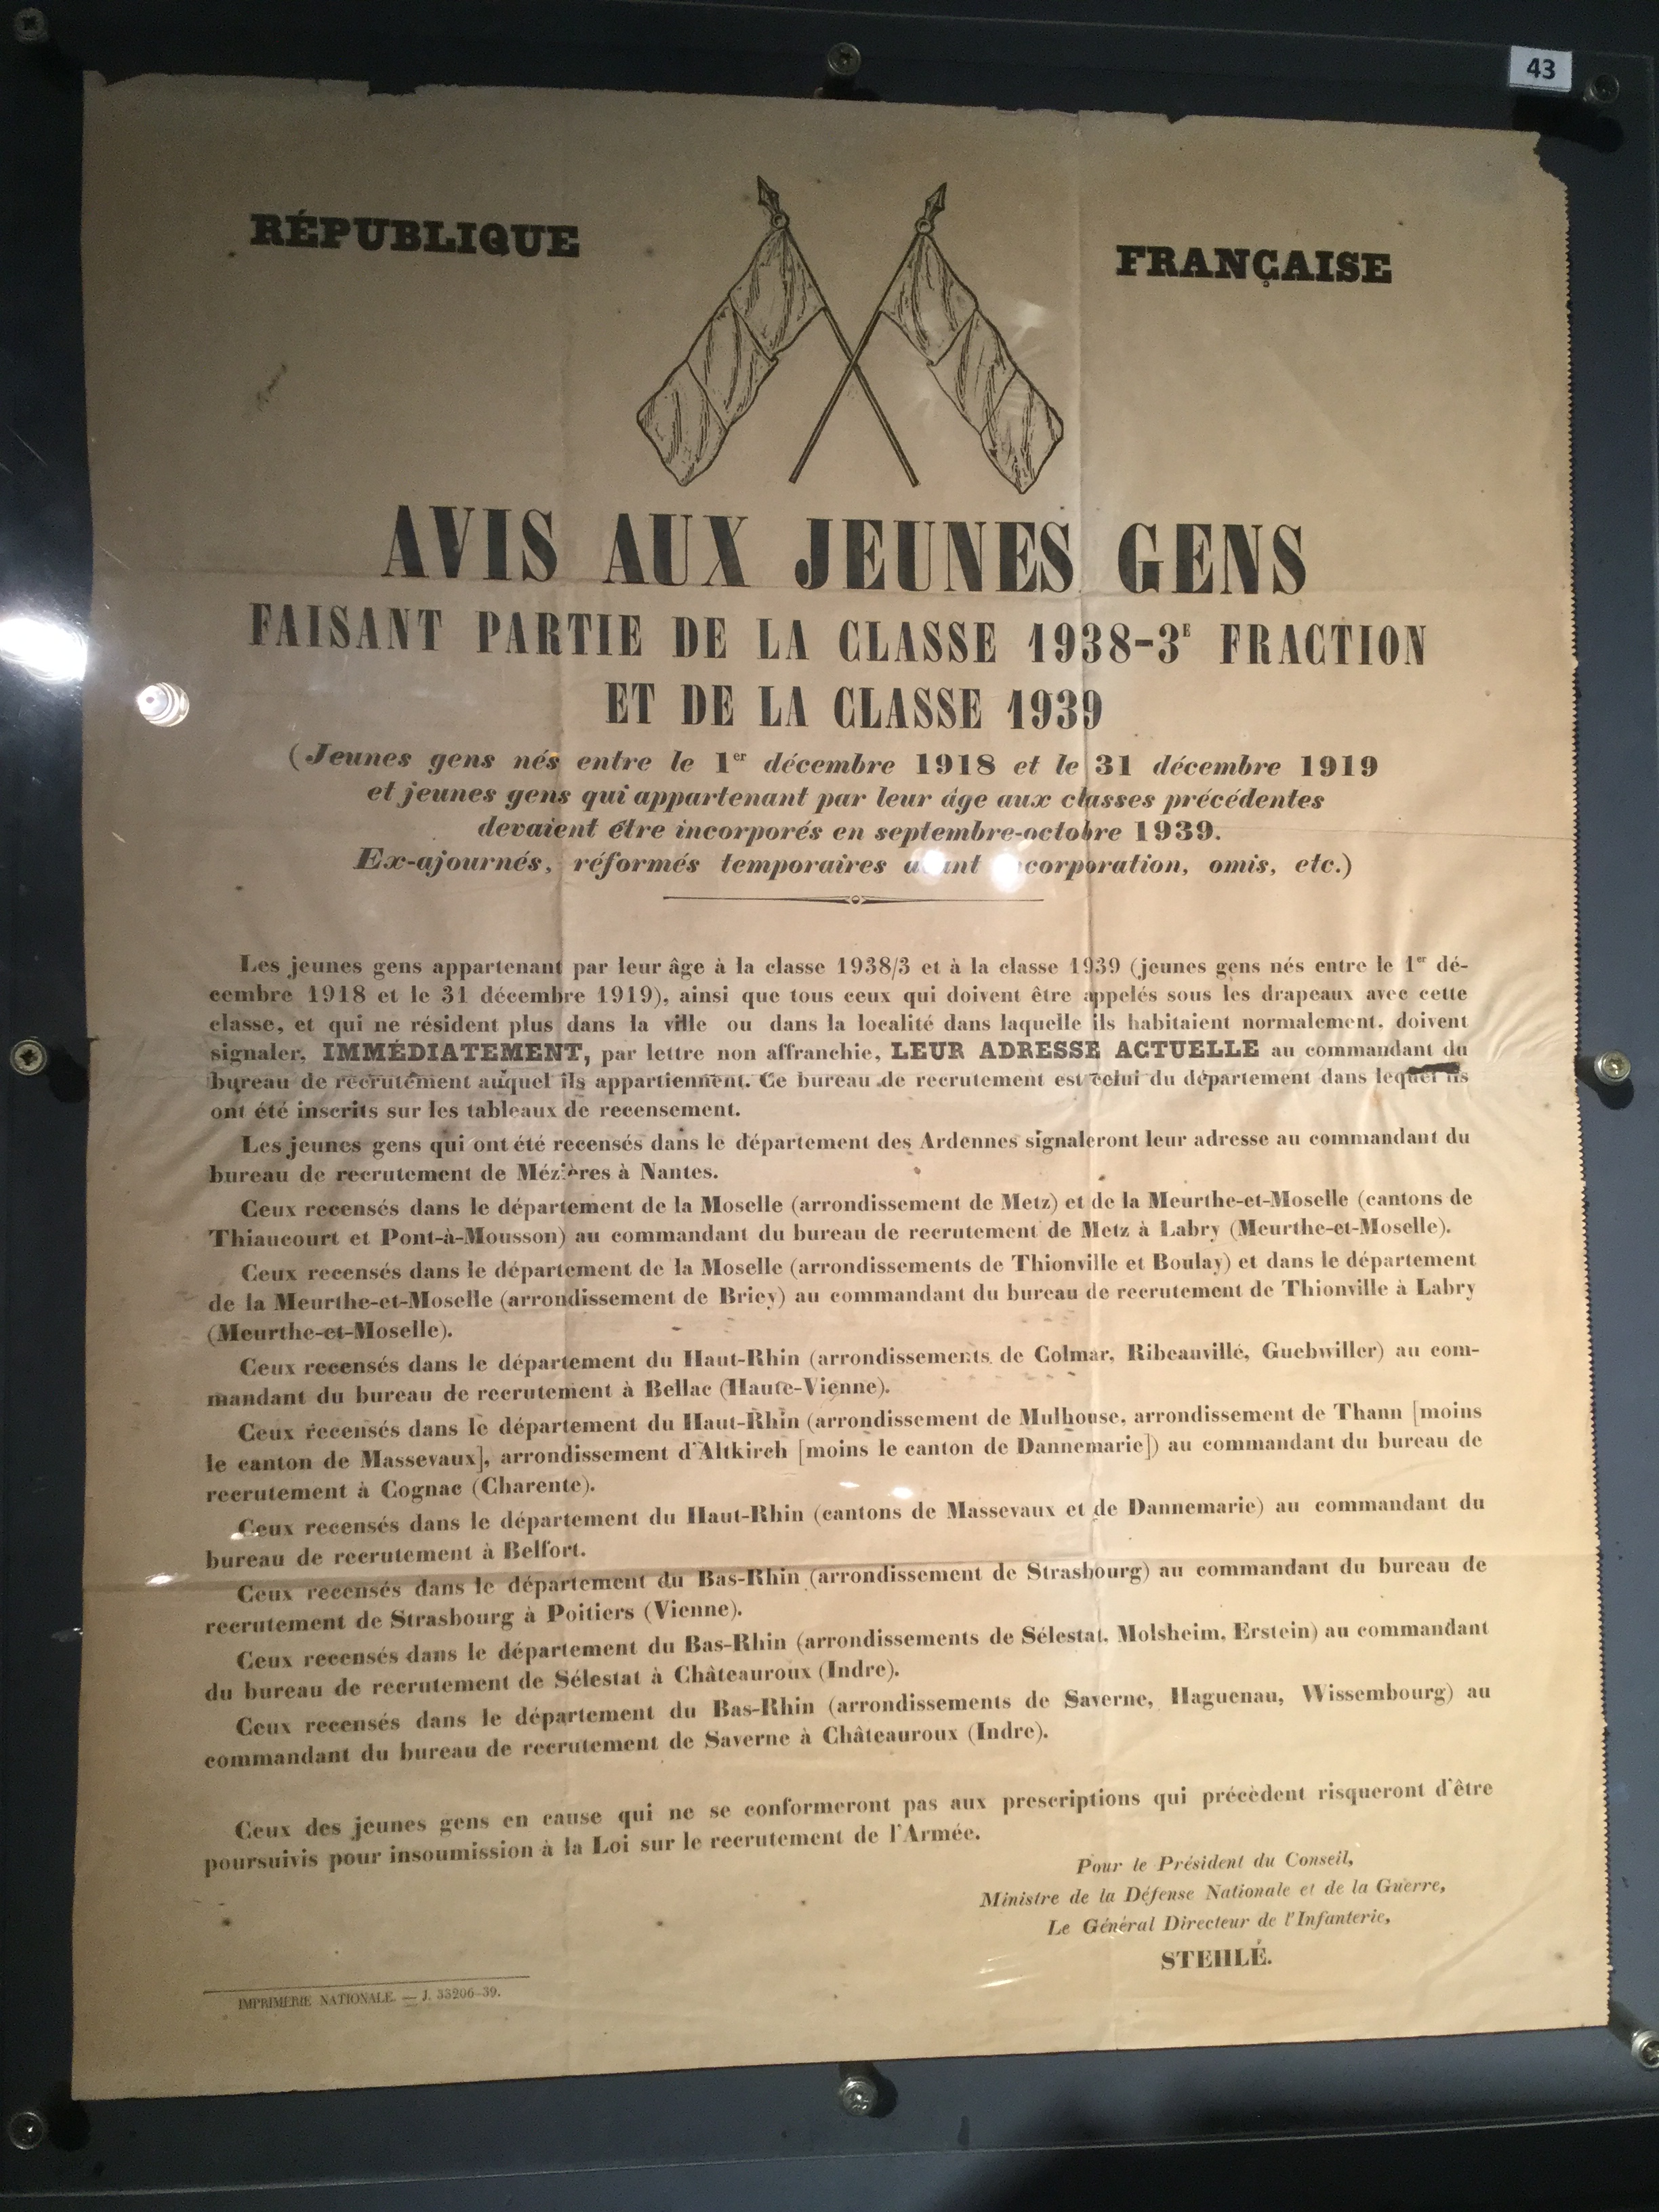 43
RÉPUBLIQUE FRANÇAISE
AVIS AUX JEUNES GENS
FAISANT PARTIE DE LA CLASSE 1938-3E FRACTION
ET DE LA CLASSE 1939
(Jeunes gens nés entre le 1er décembre 1918 et le 31 décembre 1919
et jeunes gens qui appartenant par leur âge aux classes précédentes
devaient être incorporés en septembre-octobre 1939.
Ex-ajournés, réformés temporaires avant incorporation, omis, etc.)
Les jeunes gens appartenant par leur âge à la classe 1938/3 et à la classe 1939 (jeunes gens nés entre le 1er dé-
cembre 1918 et le 31 décembre 1919), ainsi que tous ceux qui doivent être appelés sous les drapeaux avec cette
classe, et qui ne résident plus dans la ville ou dans la localité dans laquelle ils habitaient normalement, doivent
signaler, IMMÉDIATEMENT, par lettre non affranchie, LEUR ADRESSE ACTUELLE au commandant du
bureau de recrutement auquel ils appartiennent. Ce bureau de recrutement est celui du département dans lequel ils
ont été inscrits sur les tableaux de recensement.
Les jeunes gens qui ont été recensés dans le département des Ardennes signaleront leur adresse au commandant du
bureau de recrutement de Mézières à Nantes.
Ceux recensés dans le département de la Moselle (arrondissement de Metz) et de la Meurthe-et-Moselle (cantons de
Thiaucourt et Pont-à-Mousson) au commandant du bureau de recrutement de Metz à Labry (Meurthe-et-Moselle).
Ceux recensés dans le département de la Moselle (arrondissements de Thionville et Boulay) et dans le département
de la Meurthe-et-Moselle (arrondissement de Briey) au commandant du bureau de recrutement de Thionville à Labry
(Meurthe-et-Moselle).
Ceux recensés dans le département du Haut-Rhin (arrondissements de Colmar, Ribeauvillé, Guebwiller) au com-
mandant du bureau de recrutement à Bellac (Haute-Vienne).
Ceux recensés dans le département du Haut-Rhin (arrondissement de Mulhouse, arrondissement de Thann [moins
le canton de Massevaux], arrondissement d'Altkirch [moins le canton de Dannemarie]) au commandant du bureau de
recrutement à Cognac (Charente).
Ceux recensés dans le département du Haut-Rhin (cantons de Massevaux et de Dannemarie) au commandant du
bureau de recrutement à Belfort.
Ceux recensés dans le département du Bas-Rhin (arrondissement de Strasbourg) au commandant du bureau de
recrutement de Strasbourg à Poitiers (Vienne).
Ceux recensés dans le département du Bas-Rhin (arrondissements de Sélestat, Molsheim, Erstein) au commandant
du bureau de recrutement de Sélestat à Châteauroux (Indre).
Ceux recensés dans le département du Bas-Rhin (arrondissements de Saverne, Haguenau, Wissembourg) au
commandant du bureau de recrutement de Saverne à Châteauroux (Indre).
Ceux des jeunes gens en cause qui ne se conformeront pas aux prescriptions qui précèdent risqueront d'être
poursuivis pour insoumission à la Loi sur le recrutement de l'Armée.
Pour le Président du Conseil,
Ministre de la Défense Nationale et de la Guerre,
Le Général Directeur de l'Infanterie,
STEHLÉ.
IMPRIMERIE NATIONALE. — J. 33206-39.